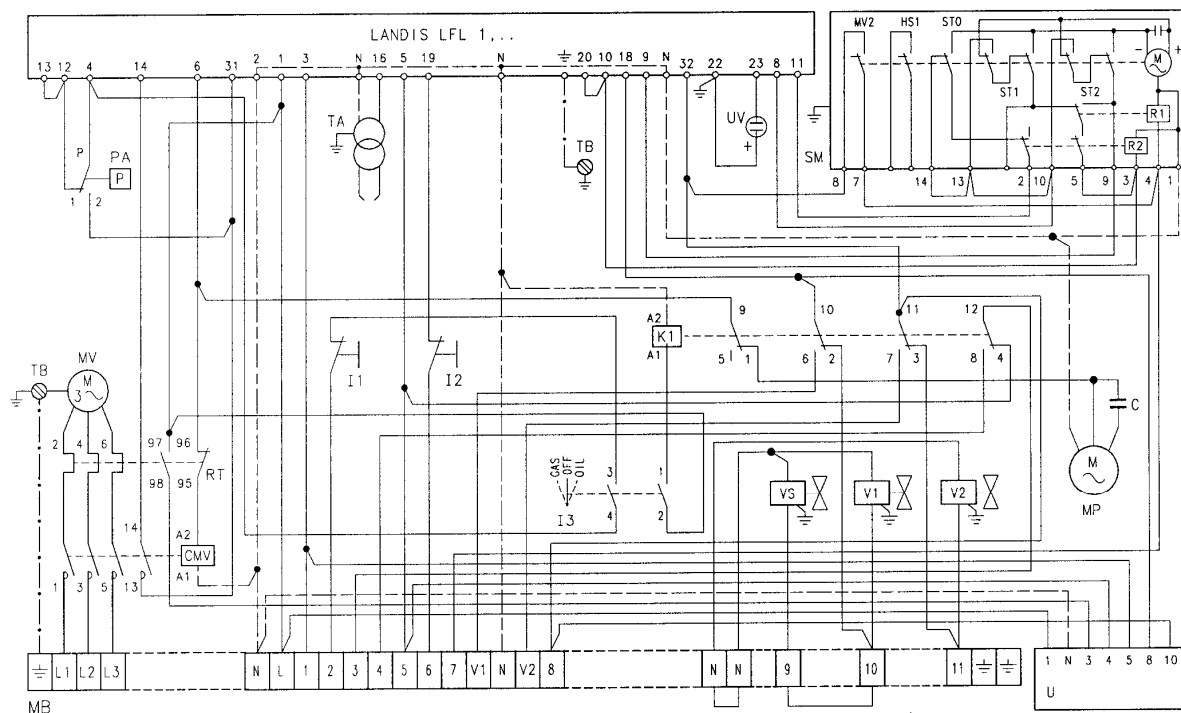 LANDIS LFL 1,..
13 12 4 14 6 31 2 1 3 N 16 5 19 N 20 10 18 9 N 32 22 23 8 11
MV2 HS1 ST0
- + M
ST1 ST2
R1
R2
SM
8 7 14 13 2 10 5 9 3 4 1
TA
TB
UV
+
P PA
P
1 2
9 10 11 12
A2
K1
A1
5 1 6 2 7 3 8 4
I1 I2
TB MV
M
3
C
2 4 6 97 96
98 95 RT
GAS
OFF
OIL
I3
3 1
4 2
VS V1 V2
M
MP
14 A2
CMV
A1
1 3 5 13
L1 L2 L3 N L 1 2 3 4 5 6 7 V1 N V2 8 N N 9 10 11
1 N 3 4 5 8 10
U
MB